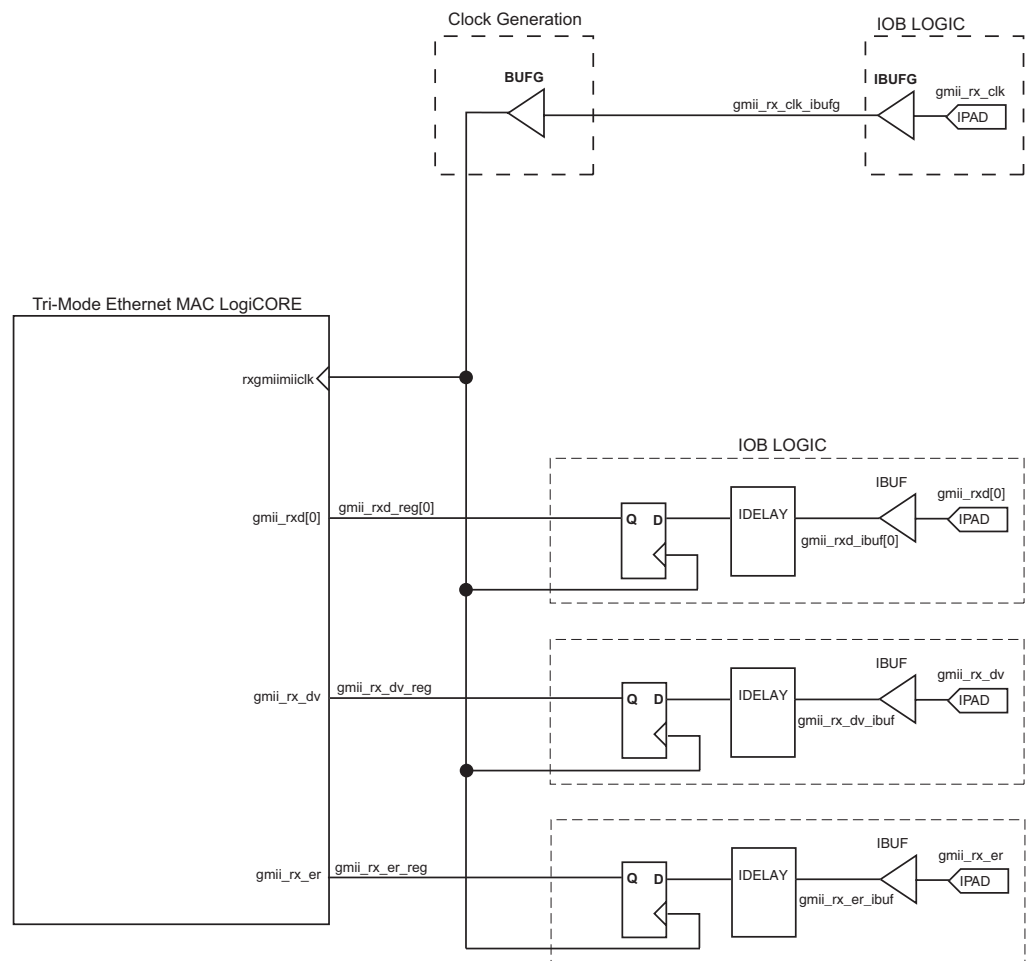 Clock Generation
IOB LOGIC
BUFG
IBUFG
gmii_rx_clk
gmii_rx_clk_ibufg
IPAD
Tri-Mode Ethernet MAC LogiCORE
rxgmiimiiclk
IOB LOGIC
IBUF
gmii_rxd[0]
gmii_rxd[0]
gmii_rxd_reg[0]
Q D
IDELAY
gmii_rxd_ibuf[0]
IPAD
IBUF
gmii_rx_dv
gmii_rx_dv
gmii_rx_dv_reg
Q D
IDELAY
gmii_rx_dv_ibuf
IPAD
IBUF
gmii_rx_er
gmii_rx_er
gmii_rx_er_reg
Q D
IDELAY
gmii_rx_er_ibuf
IPAD